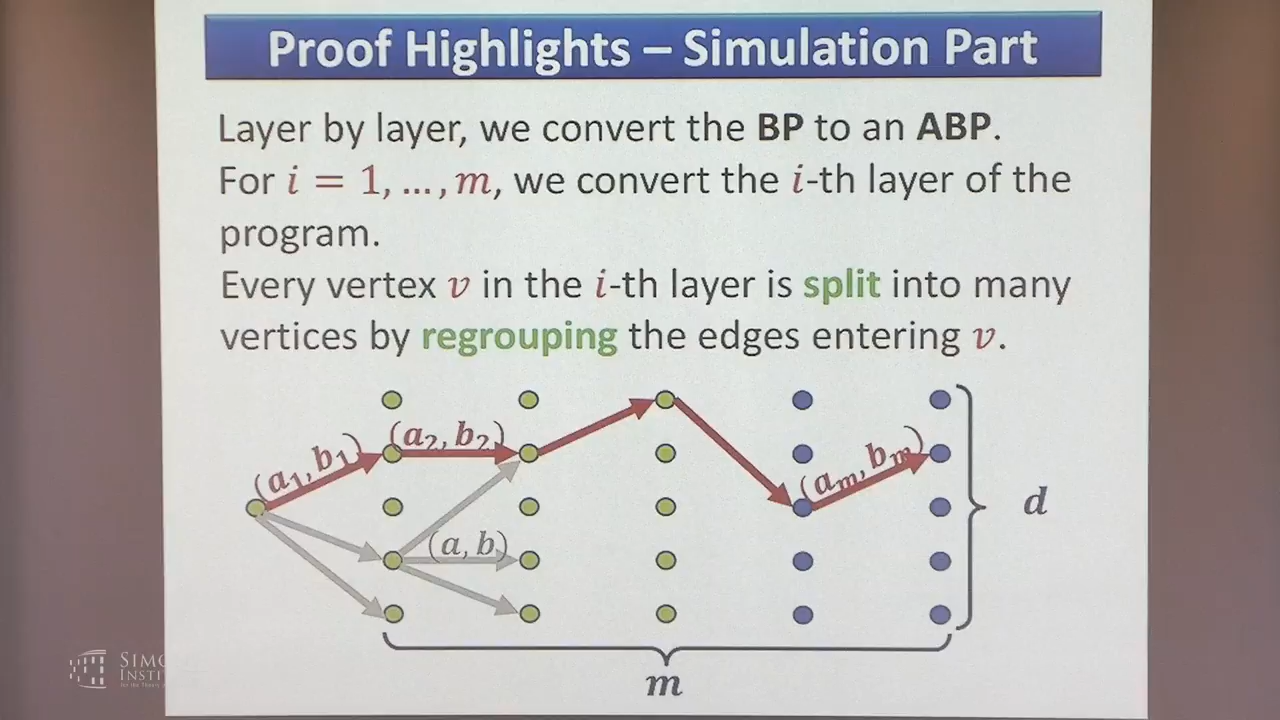 Proof Highlights – Simulation Part
Layer by layer, we convert the BP to an ABP.
For i = 1, … , m, we convert the i-th layer of the
program.
Every vertex v in the i-th layer is split into many
vertices by regrouping the edges entering v.
(a₁, b₁)
(a₂, b₂)
(a, b)
(aₘ, bₘ)
d
m